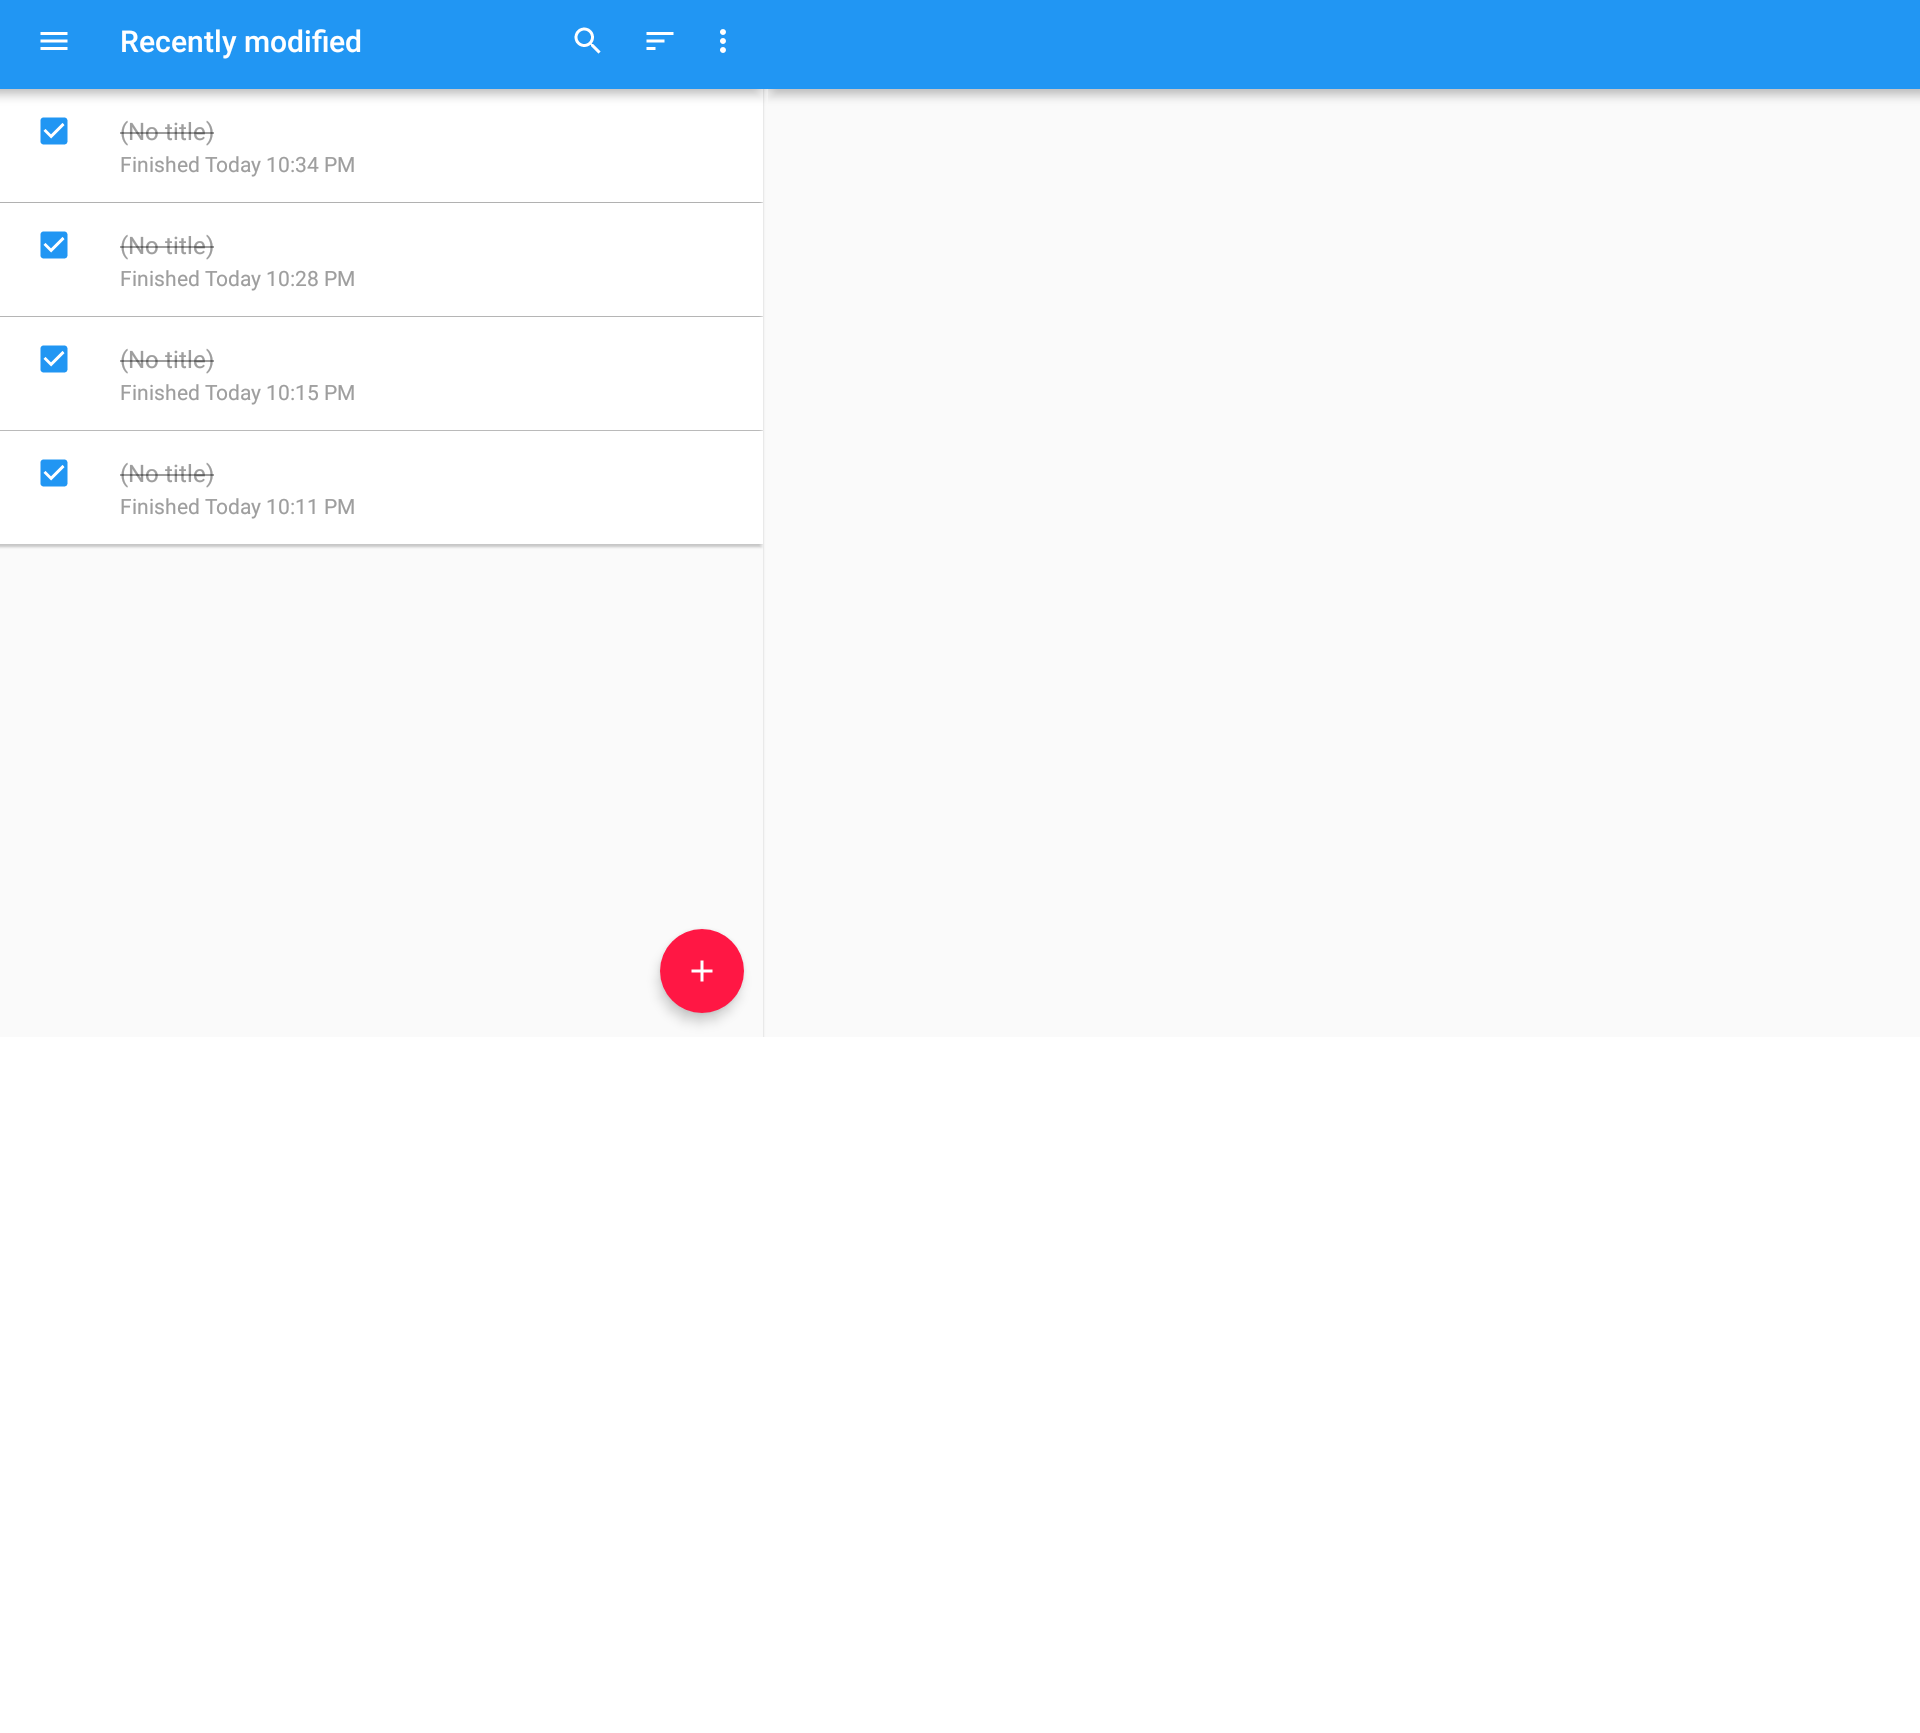 Recently modified
(No title)
Finished Today 10:34 PM
(No title)
Finished Today 10:28 PM
(No title)
Finished Today 10:15 PM
(No title)
Finished Today 10:11 PM